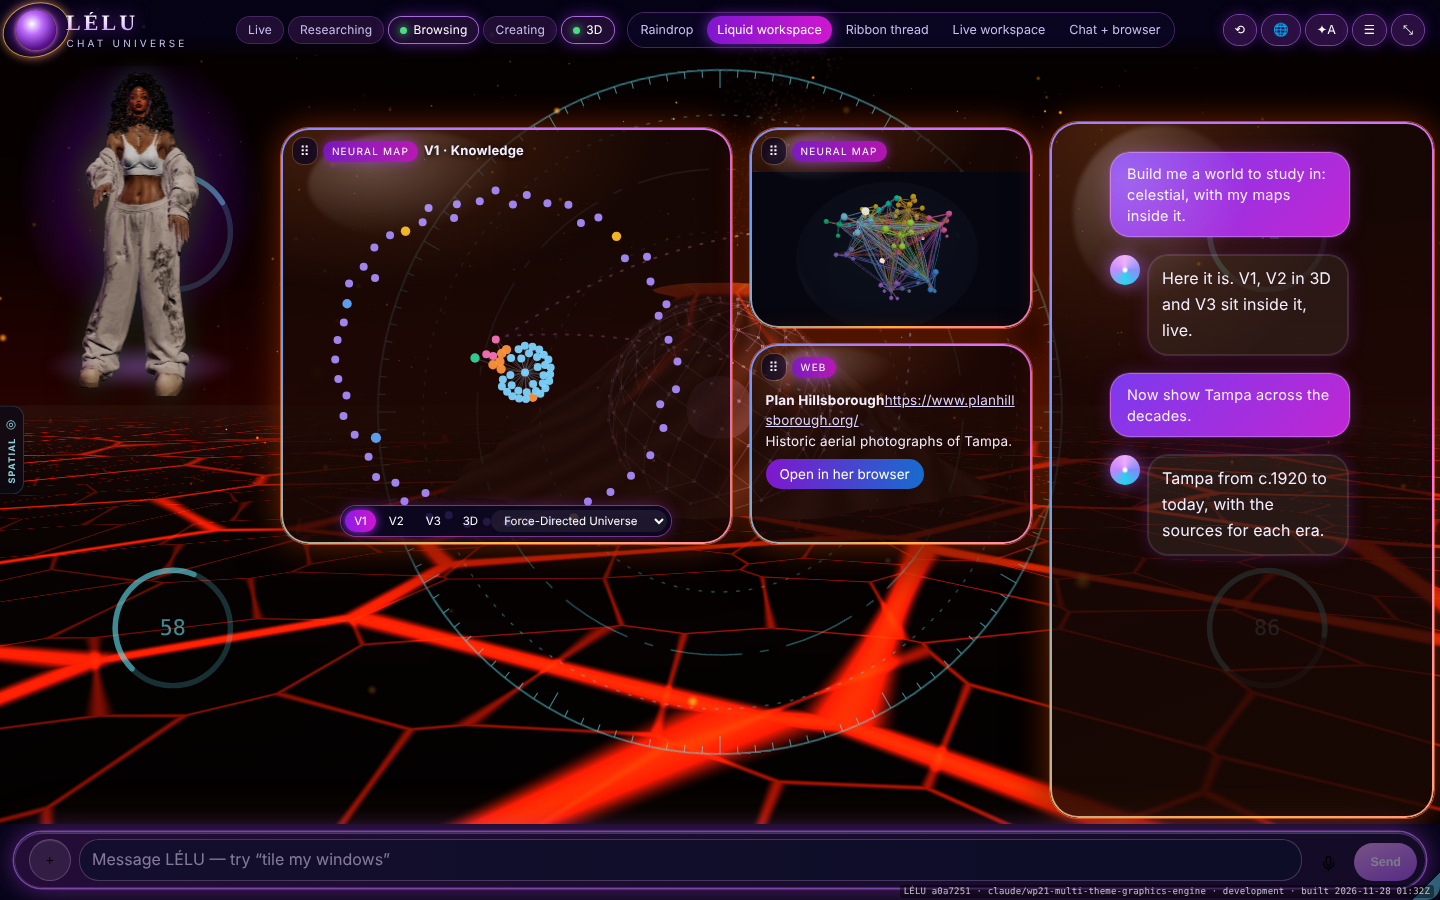 LÉLU
CHAT UNIVERSE
Live
Researching
Browsing
Creating
3D
Raindrop
Liquid workspace
Ribbon thread
Live workspace
Chat + browser
A
NEURAL MAP
V1 · Knowledge
V1
V2
V3
3D
Force-Directed Universe
NEURAL MAP
WEB
Plan Hillsboroughhttps://www.planhill
sborough.org/
Historic aerial photographs of Tampa.
Open in her browser
Build me a world to study in:
celestial, with my maps
inside it.
Here it is. V1, V2 in 3D
and V3 sit inside it,
live.
Now show Tampa across the
decades.
Tampa from c.1920 to
today, with the
sources for each era.
SPATIAL
58
86
+
Message LÉLU — try “tile my windows”
Send
LÉLU a0a7251 · claude/wp21-multi-theme-graphics-engine · development · built 2026-11-28 01:32Z